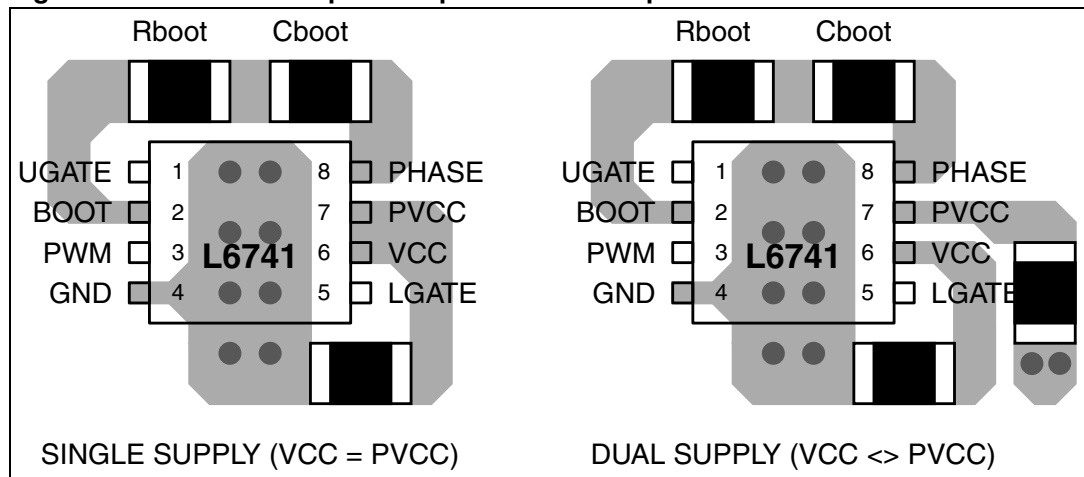 Rboot Cboot
UGATE 1 8 PHASE
BOOT 2 7 PVCC
PWM 3 L6741 6 VCC
GND 4 5 LGATE
SINGLE SUPPLY (VCC = PVCC)
Rboot Cboot
UGATE 1 8 PHASE
BOOT 2 7 PVCC
PWM 3 L6741 6 VCC
GND 4 5 LGATE
DUAL SUPPLY (VCC <> PVCC)